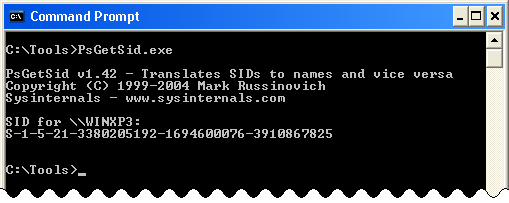 Command Prompt
C:\Tools>PsGetSid.exe
PsGetSid v1.42 - Translates SIDs to names and vice versa
Copyright (C) 1999-2004 Mark Russinovich
Sysinternals - www.sysinternals.com
SID for \\WINXP3:
S-1-5-21-3380205192-1694600076-3910867825
C:\Tools>_